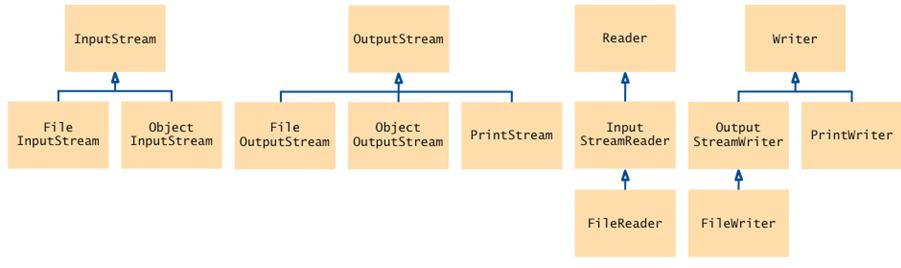 InputStream
OutputStream
Reader
Writer
File
InputStream
Object
InputStream
File
OutputStream
Object
OutputStream
PrintStream
Input
StreamReader
Output
StreamWriter
PrintWriter
FileReader
FileWriter